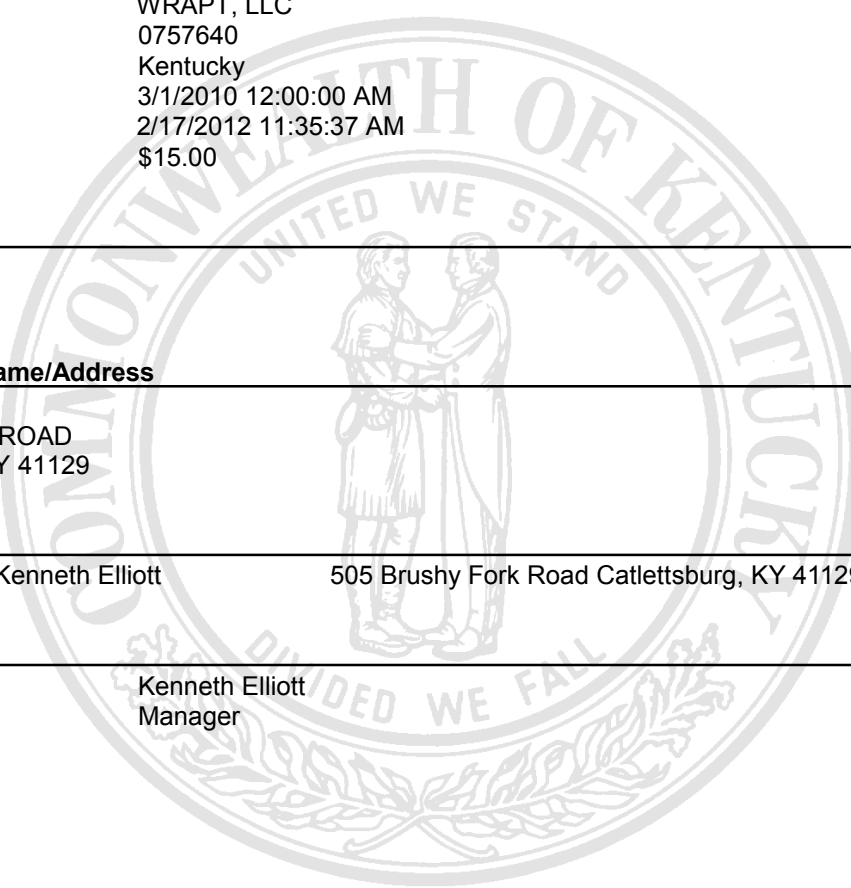 WRAPT, LLC
0757640
Kentucky
3/1/2010 12:00:00 AM
2/17/2012 11:35:37 AM
$15.00
COMMONWEALTH OF KENTUCKY
UNITED WE STAND
ame/Address
ROAD
Y 41129
Kenneth Elliott 505 Brushy Fork Road Catlettsburg, KY 41129
DIVIDED WE FALL
Kenneth Elliott
Manager